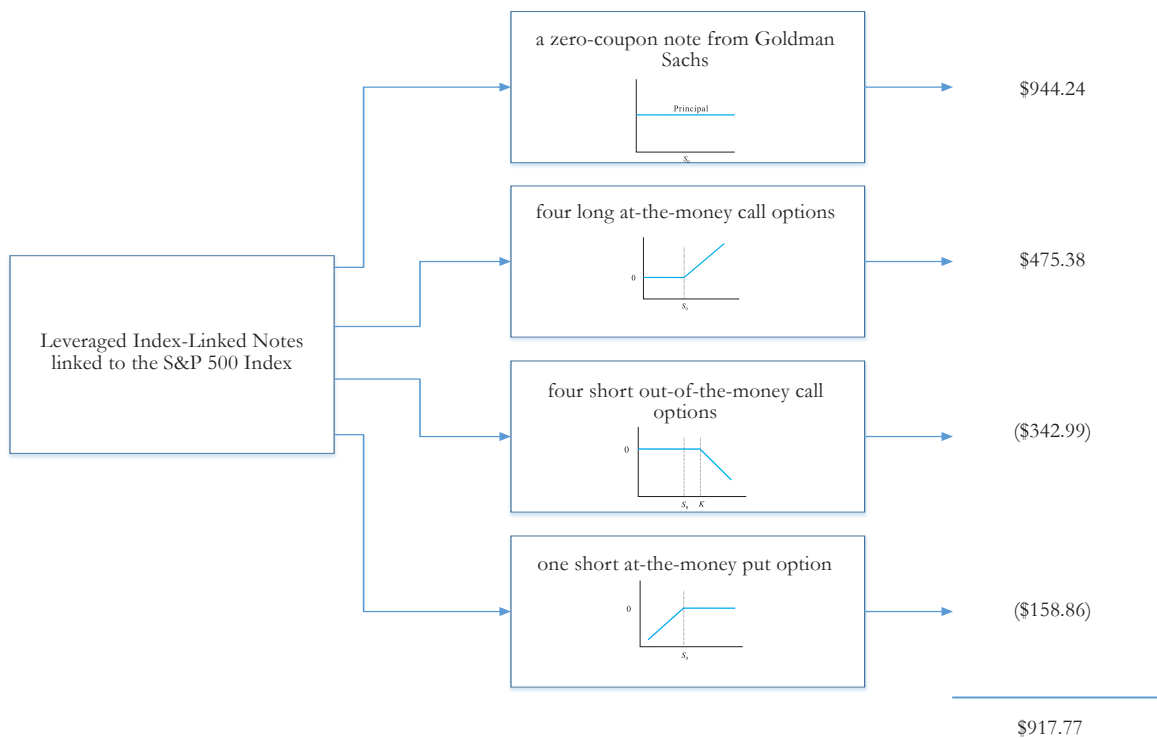 Leveraged Index-Linked Notes
linked to the S&P 500 Index
a zero-coupon note from Goldman
Sachs
Principal
S₀
$944.24
four long at-the-money call options
0
S₀
$475.38
four short out-of-the-money call
options
0
S₀ K
($342.99)
one short at-the-money put option
0
S₀
($158.86)
$917.77